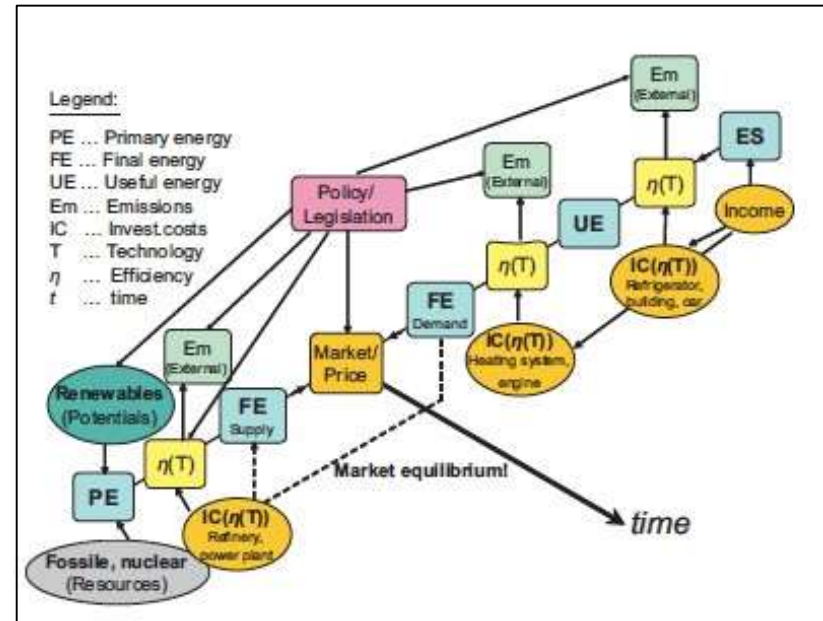 Legend:
PE ... Primary energy
FE ... Final energy
UE ... Useful energy
Em ... Emissions
IC ... Invest.costs
T ... Technology
η ... Efficiency
t ... time
Em
(External)
ES
Em
(External)
η(T)
Policy/
Legislation
Income
UE
η(T)
IC(η(T))
Refrigerator,
building, car
FE
Demand
Em
(External)
Market/
Price
IC(η(T))
Heating system,
engine
Renewables
(Potentials)
FE
Supply
η(T)
Market equilibrium!
PE
IC(η(T))
Refinery,
power plant
time
Fossile, nuclear
(Resources)